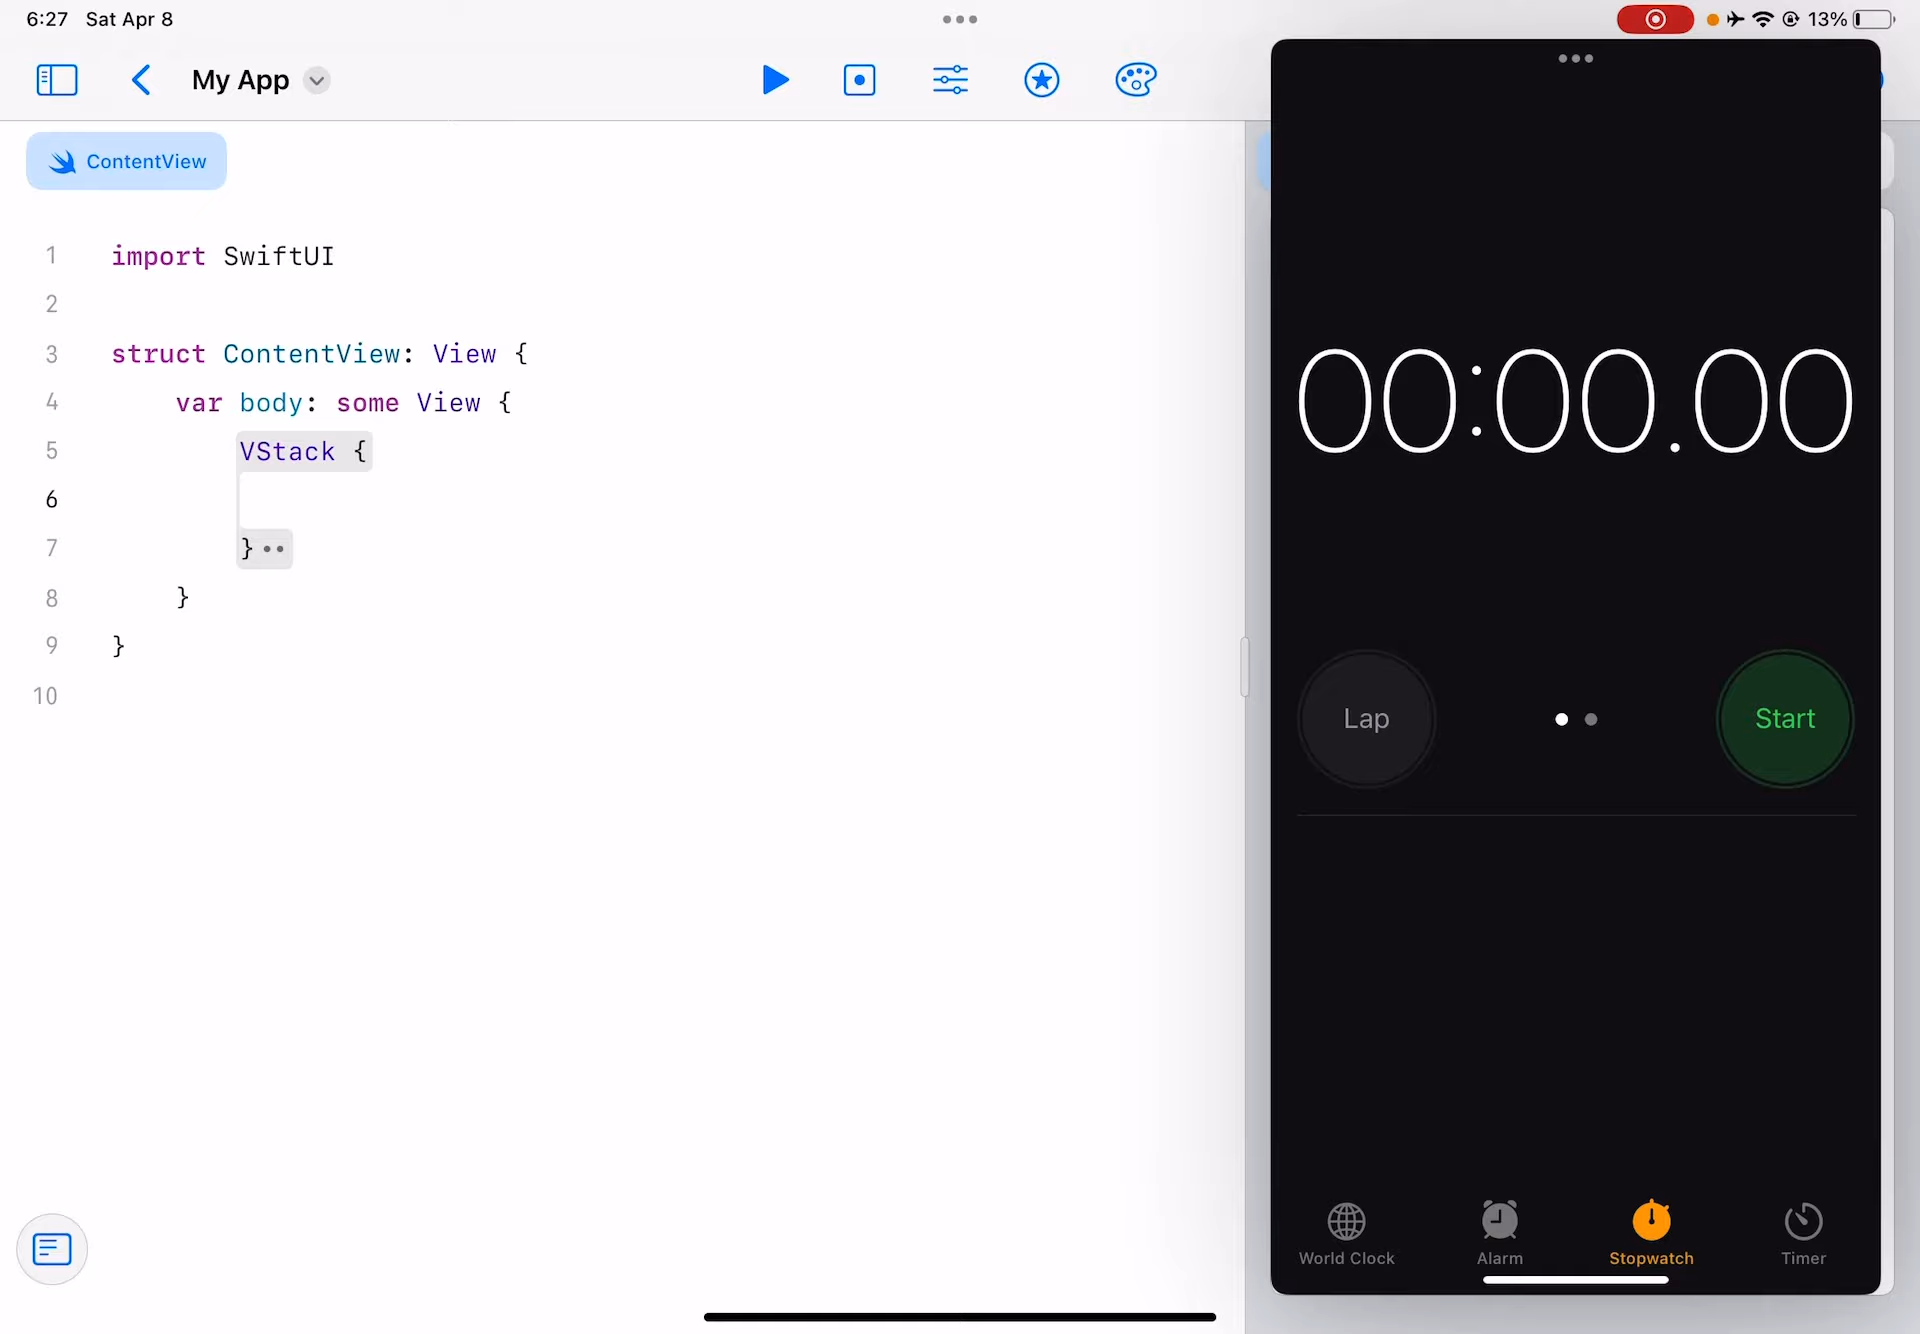 6:27 Sat Apr 8
13%
My App
ContentView
1 import SwiftUI
2
3 struct ContentView: View {
4 var body: some View {
5 VStack {
6
7 }
8 }
9 }
10
00:00.00
Lap
Start
World Clock
Alarm
Stopwatch
Timer